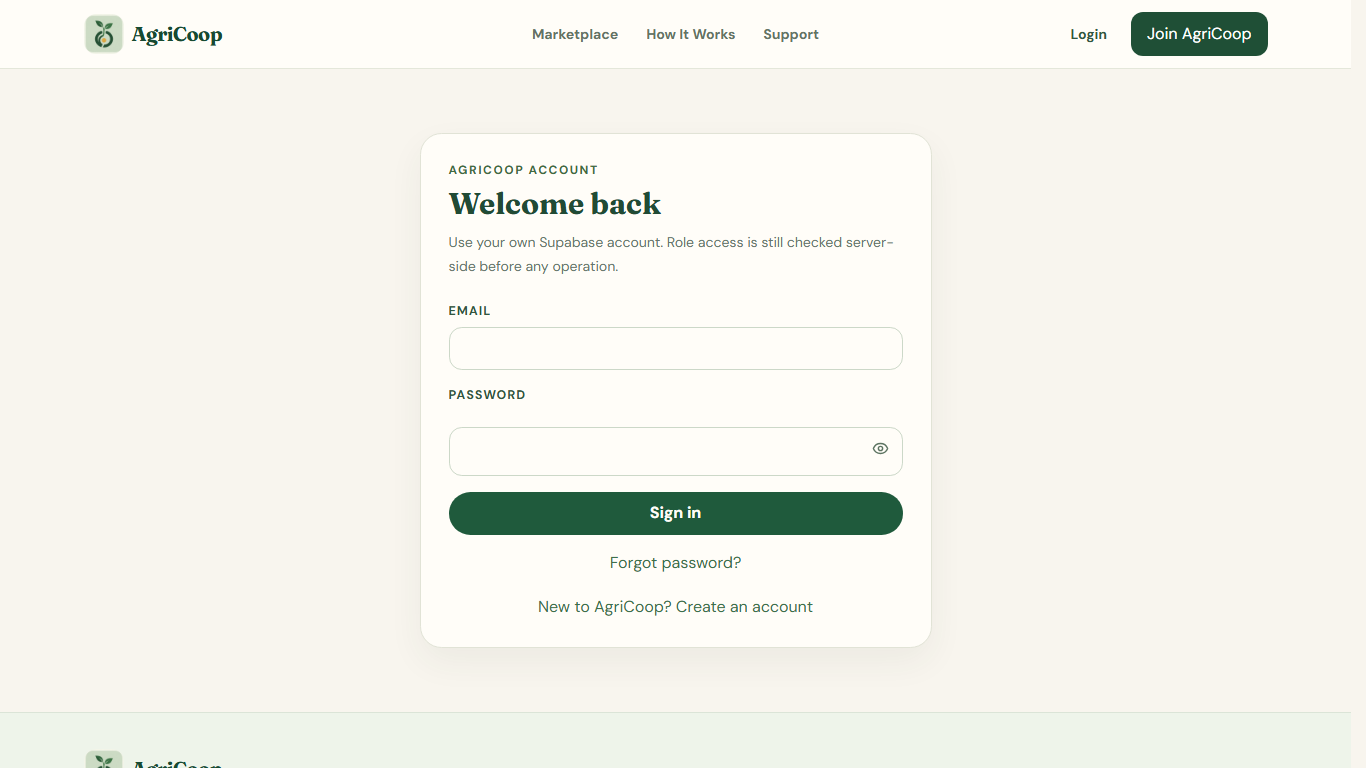 AgriCoop
Marketplace
How It Works
Support
Login
Join AgriCoop
AGRICOOP ACCOUNT
Welcome back
Use your own Supabase account. Role access is still checked server-
side before any operation.
EMAIL
PASSWORD
Sign in
Forgot password?
New to AgriCoop? Create an account
AgriCoop